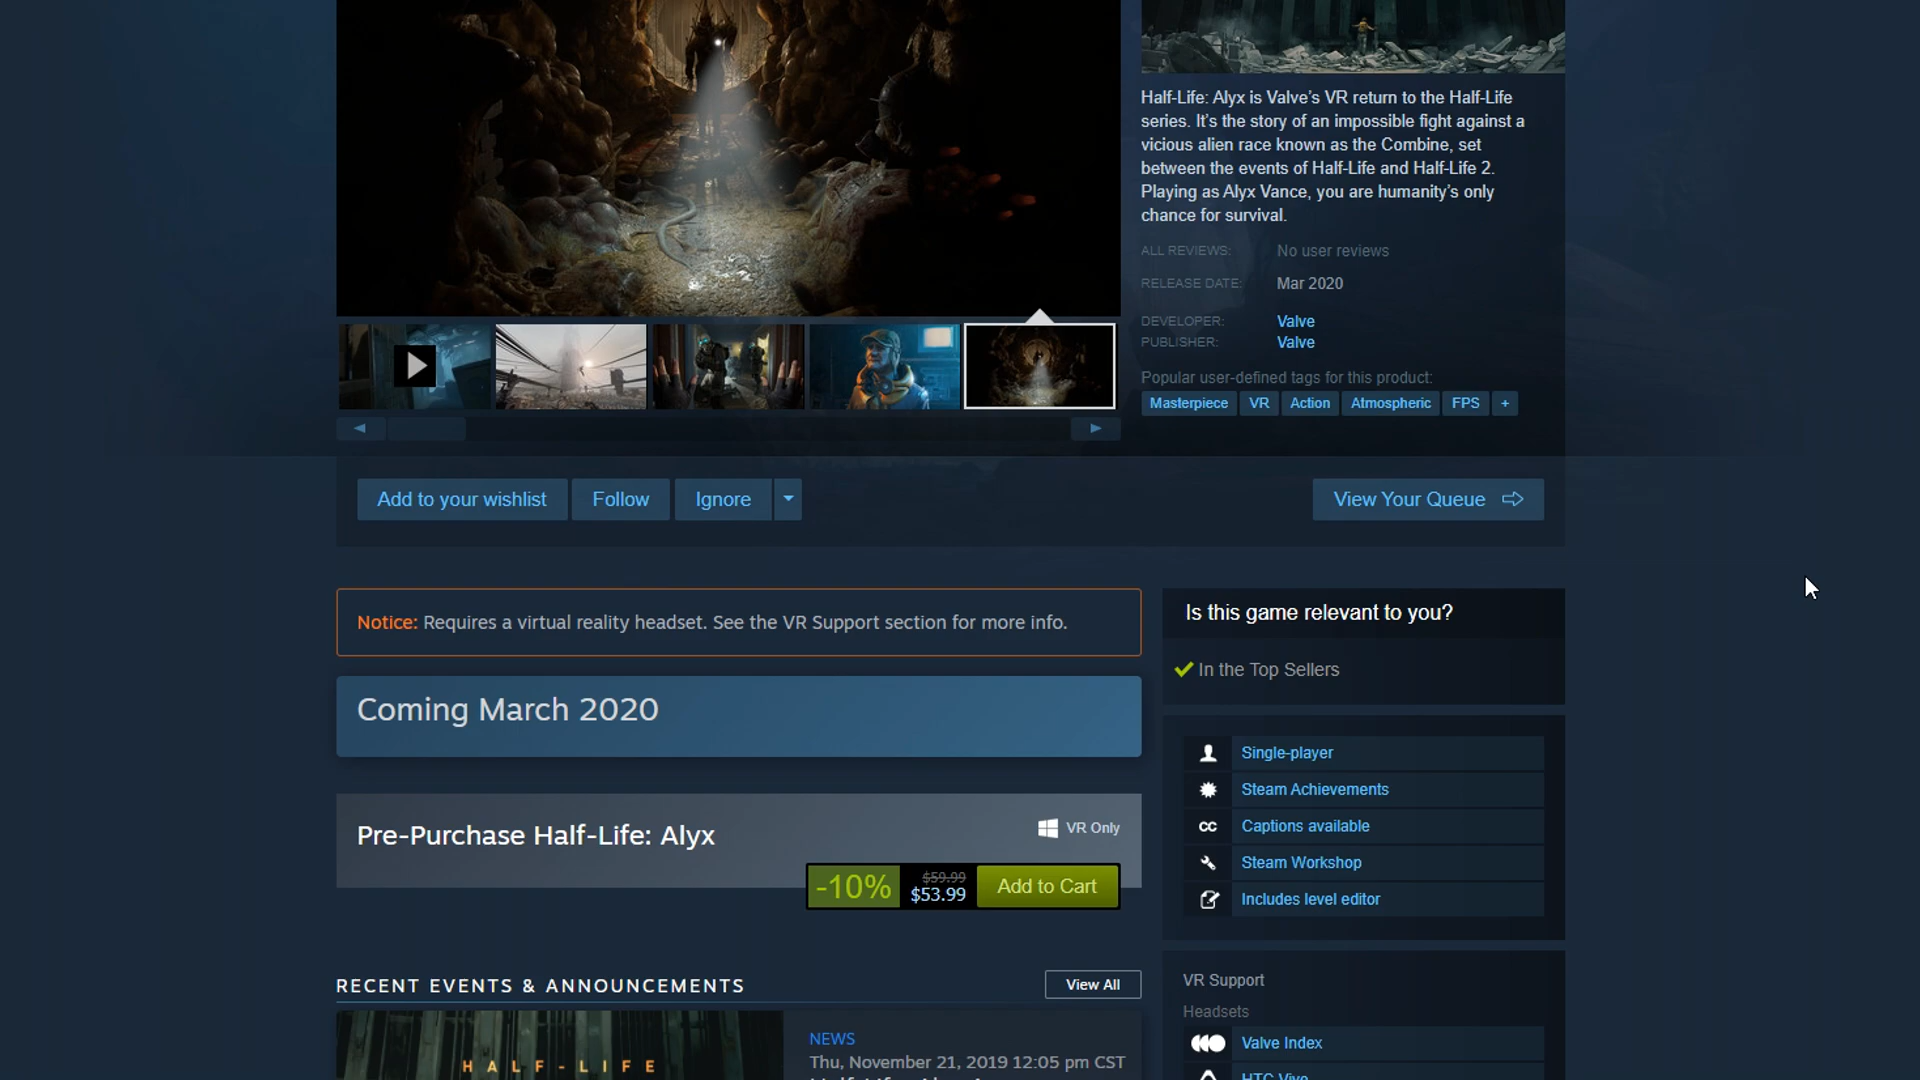 Half-Life: Alyx is Valve’s VR return to the Half-Life
series. It’s the story of an impossible fight against a
vicious alien race known as the Combine, set
between the events of Half-Life and Half-Life 2.
Playing as Alyx Vance, you are humanity’s only
chance for survival.
ALL REVIEWS: No user reviews
RELEASE DATE: Mar 2020
DEVELOPER: Valve
PUBLISHER: Valve
Popular user-defined tags for this product:
Masterpiece VR Action Atmospheric FPS +
Add to your wishlist Follow Ignore View Your Queue
Notice: Requires a virtual reality headset. See the VR Support section for more info.
Coming March 2020
Pre-Purchase Half-Life: Alyx
VR Only
-10% $59.99
$53.99
Add to Cart
RECENT EVENTS & ANNOUNCEMENTS View All
HALF-LIFE
NEWS
Thu, November 21, 2019 12:05 pm CST
Is this game relevant to you?
In the Top Sellers
Single-player
Steam Achievements
CC Captions available
Steam Workshop
Includes level editor
VR Support
Headsets
Valve Index
HTC Vive